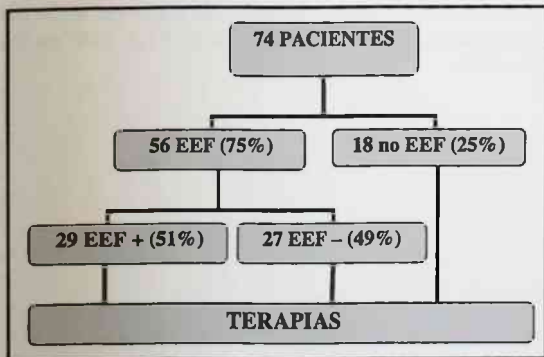 74 PACIENTES
56 EEF (75%)
18 no EEF (25%)
29 EEF + (51%)
27 EEF – (49%)
TERAPIAS